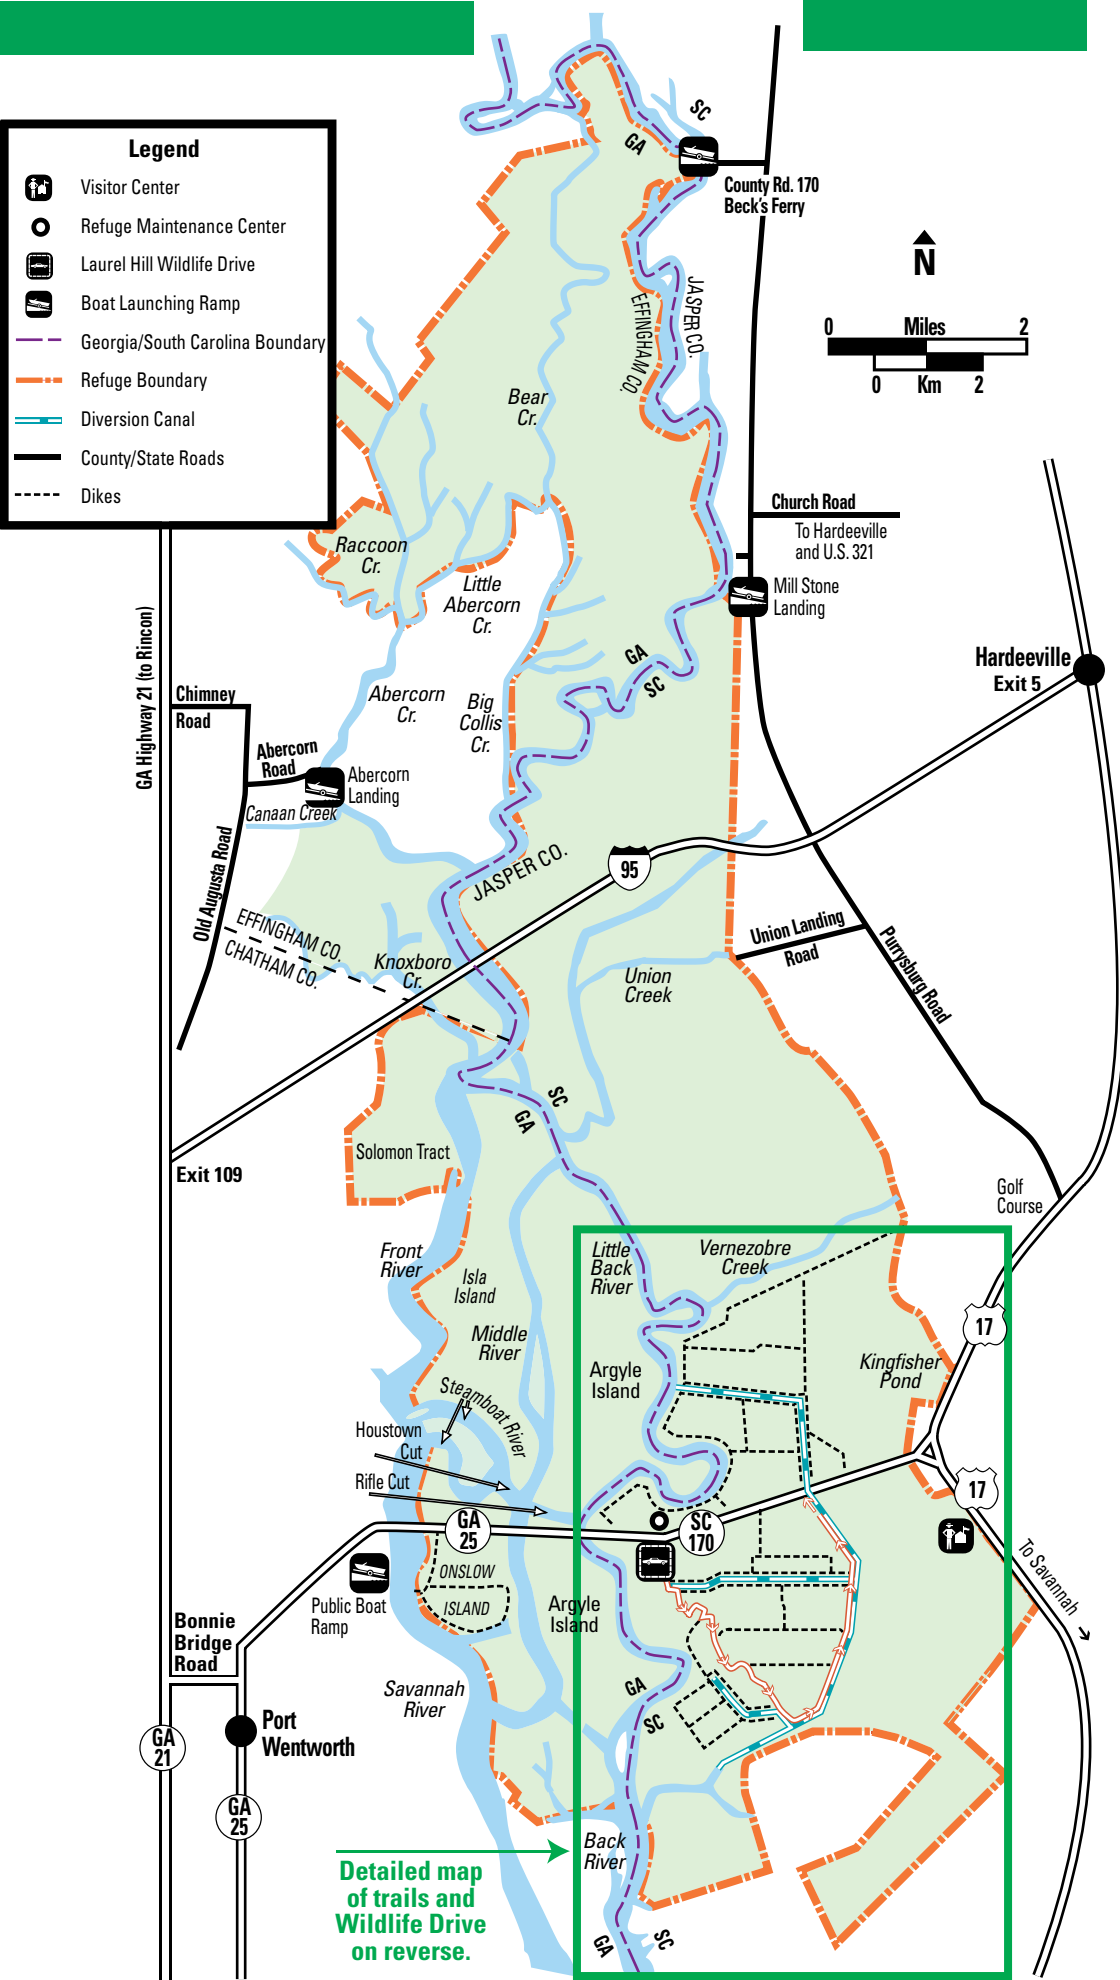 Legend
Visitor Center
Refuge Maintenance Center
Laurel Hill Wildlife Drive
Boat Launching Ramp
Georgia/South Carolina Boundary
Refuge Boundary
Diversion Canal
County/State Roads
Dikes
SC
GA
County Rd. 170
Beck's Ferry
N
0 Miles 2
0 Km 2
JASPER CO.
EFFINGHAM CO.
Bear
Cr.
Church Road
To Hardeeville
and U.S. 321
Raccoon
Cr.
Little
Abercorn
Cr.
Mill Stone
Landing
GA
SC
Hardeeville
Exit 5
GA Highway 21 (to Rincon)
Chimney
Road
Abercorn
Cr.
Big
Collis
Cr.
Abercorn
Road
Abercorn
Landing
Canaan Creek
Old Augusta Road
JASPER CO.
95
EFFINGHAM CO.
CHATHAM CO.
Knoxboro
Cr.
Union
Creek
Union Landing
Road
Purrysburg Road
SC
GA
Solomon Tract
Exit 109
Golf
Course
Front
River
Isla
Island
Little
Back
River
Vernezobre
Creek
Middle
River
17
Argyle
Island
Kingfisher
Pond
Steamboat River
Houstown
Cut
Rifle Cut
17
GA
25
SC
170
ONSLOW
ISLAND
Public Boat
Ramp
Argyle
Island
To Savannah
Bonnie
Bridge
Road
Savannah
River
GA
SC
Port
Wentworth
GA
21
GA
25
Back
River
Detailed map
of trails and
Wildlife Drive
on reverse.
GA
SC